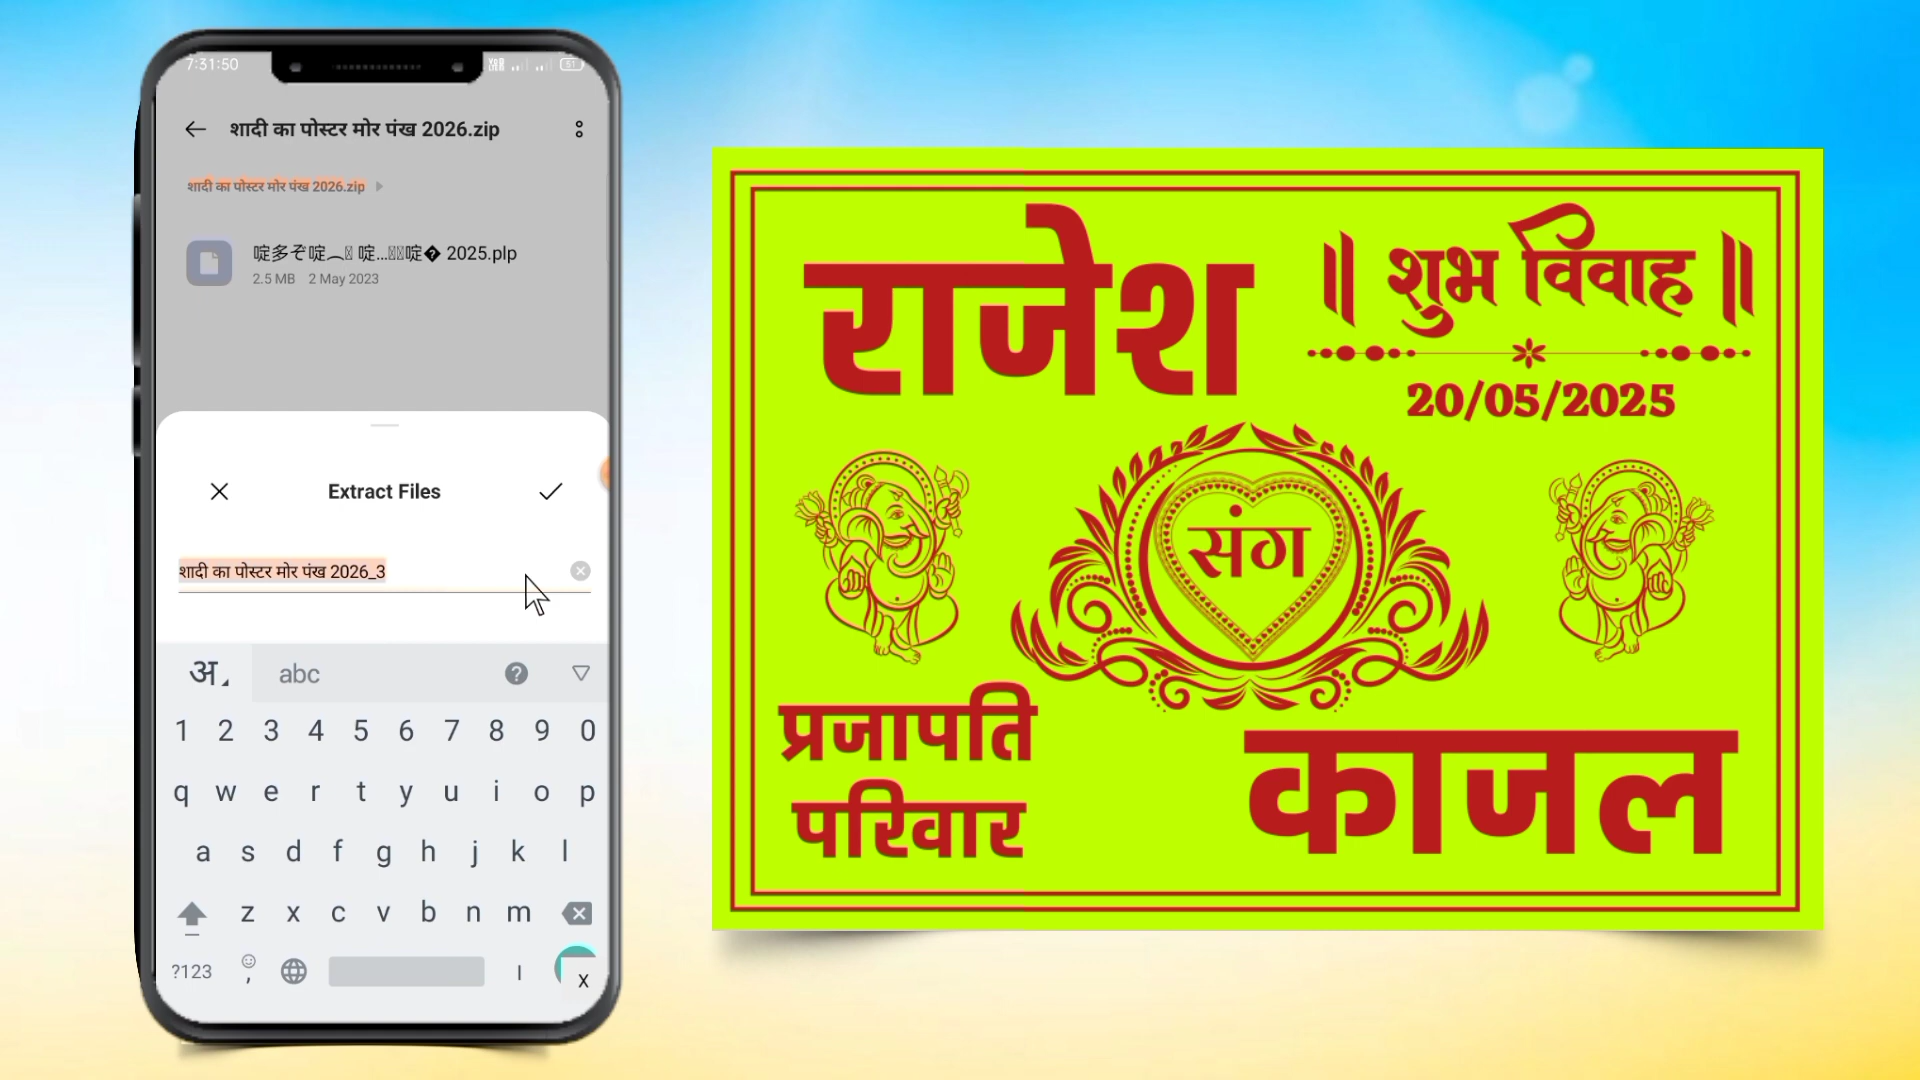 7:31:50
51
शादी का पोस्टर मोर पंख 2026.zip
शादी का पोस्टर मोर पंख 2026.zip
2025.plp
2.5 MB 2 May 2023
Extract Files
शादी का पोस्टर मोर पंख 2026_3
अ abc ?
1 2 3 4 5 6 7 8 9 0
q w e r t y u i o p
a s d f g h j k l
z x c v b n m
?123 , ।
x
राजेश
॥ शुभ विवाह ॥
20/05/2025
संग
प्रजापति
परिवार
काजल